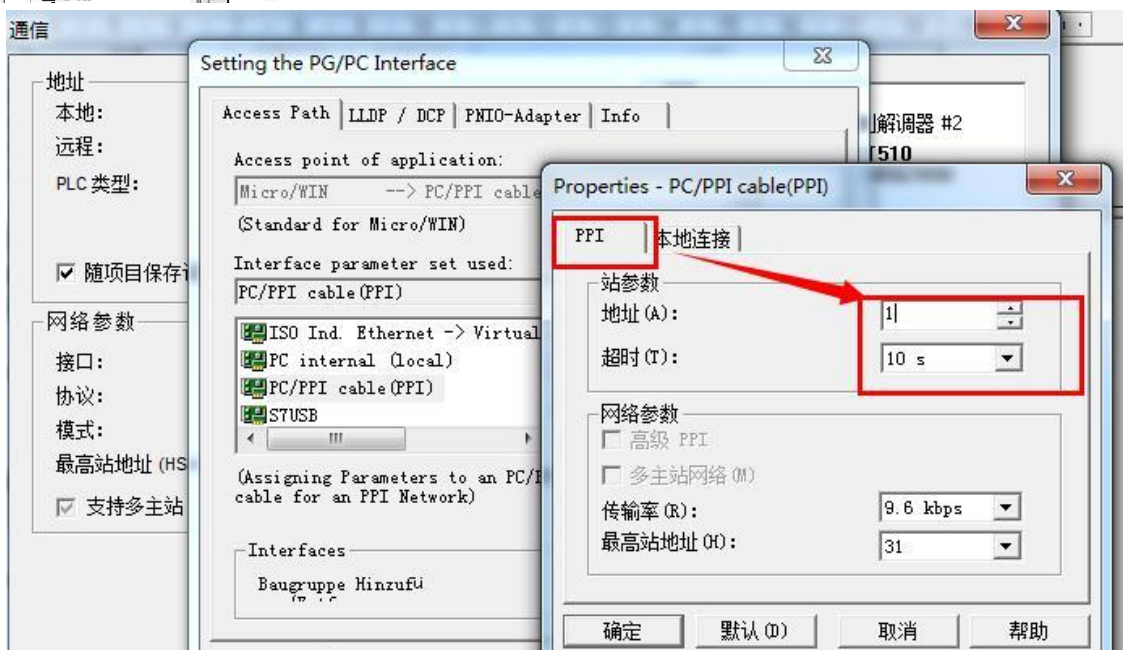 通信
地址
本地:
远程:
PLC 类型:
随项目保存
网络参数
接口:
协议:
模式:
最高站地址 (HS
支持多主站
Setting the PG/PC Interface
Access Path
LLDP / DCP
PNIO-Adapter
Info
Access point of application:
Micro/WIN --> PC/PPI cable
(Standard for Micro/WIN)
Interface parameter set used:
PC/PPI cable(PPI)
ISO Ind. Ethernet -> Virtual
PC internal (local)
PC/PPI cable(PPI)
S7USB
(Assigning Parameters to an PC/
cable for an PPI Network)
Interfaces
Baugruppe Hinzufü
解调器 #2
510
Properties - PC/PPI cable(PPI)
PPI
本地连接
站参数
地址(A):
1
超时(T):
10 s
网络参数
高级 PPI
多主站网络(M)
传输率(R):
9.6 kbps
最高站地址(H):
31
确定
默认(D)
取消
帮助